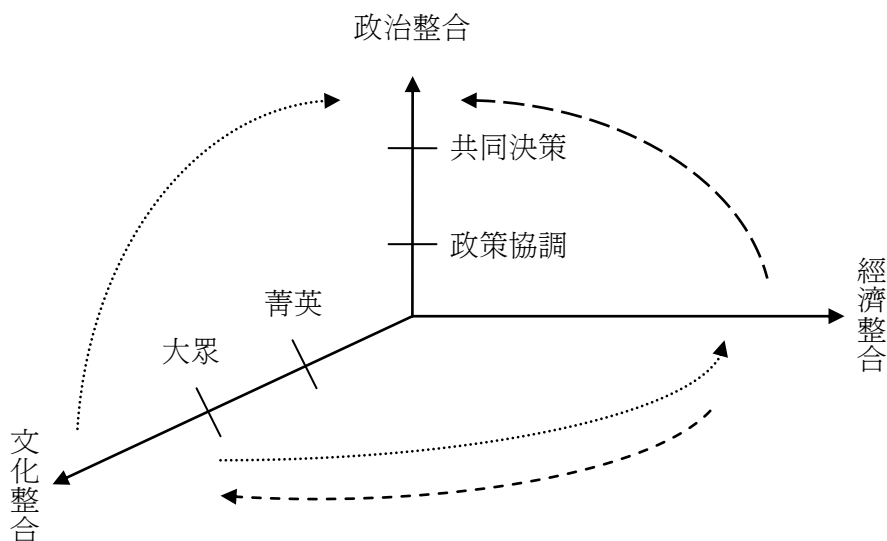 政治整合
共同決策
政策協調
菁英
大眾
經濟整合
文化整合